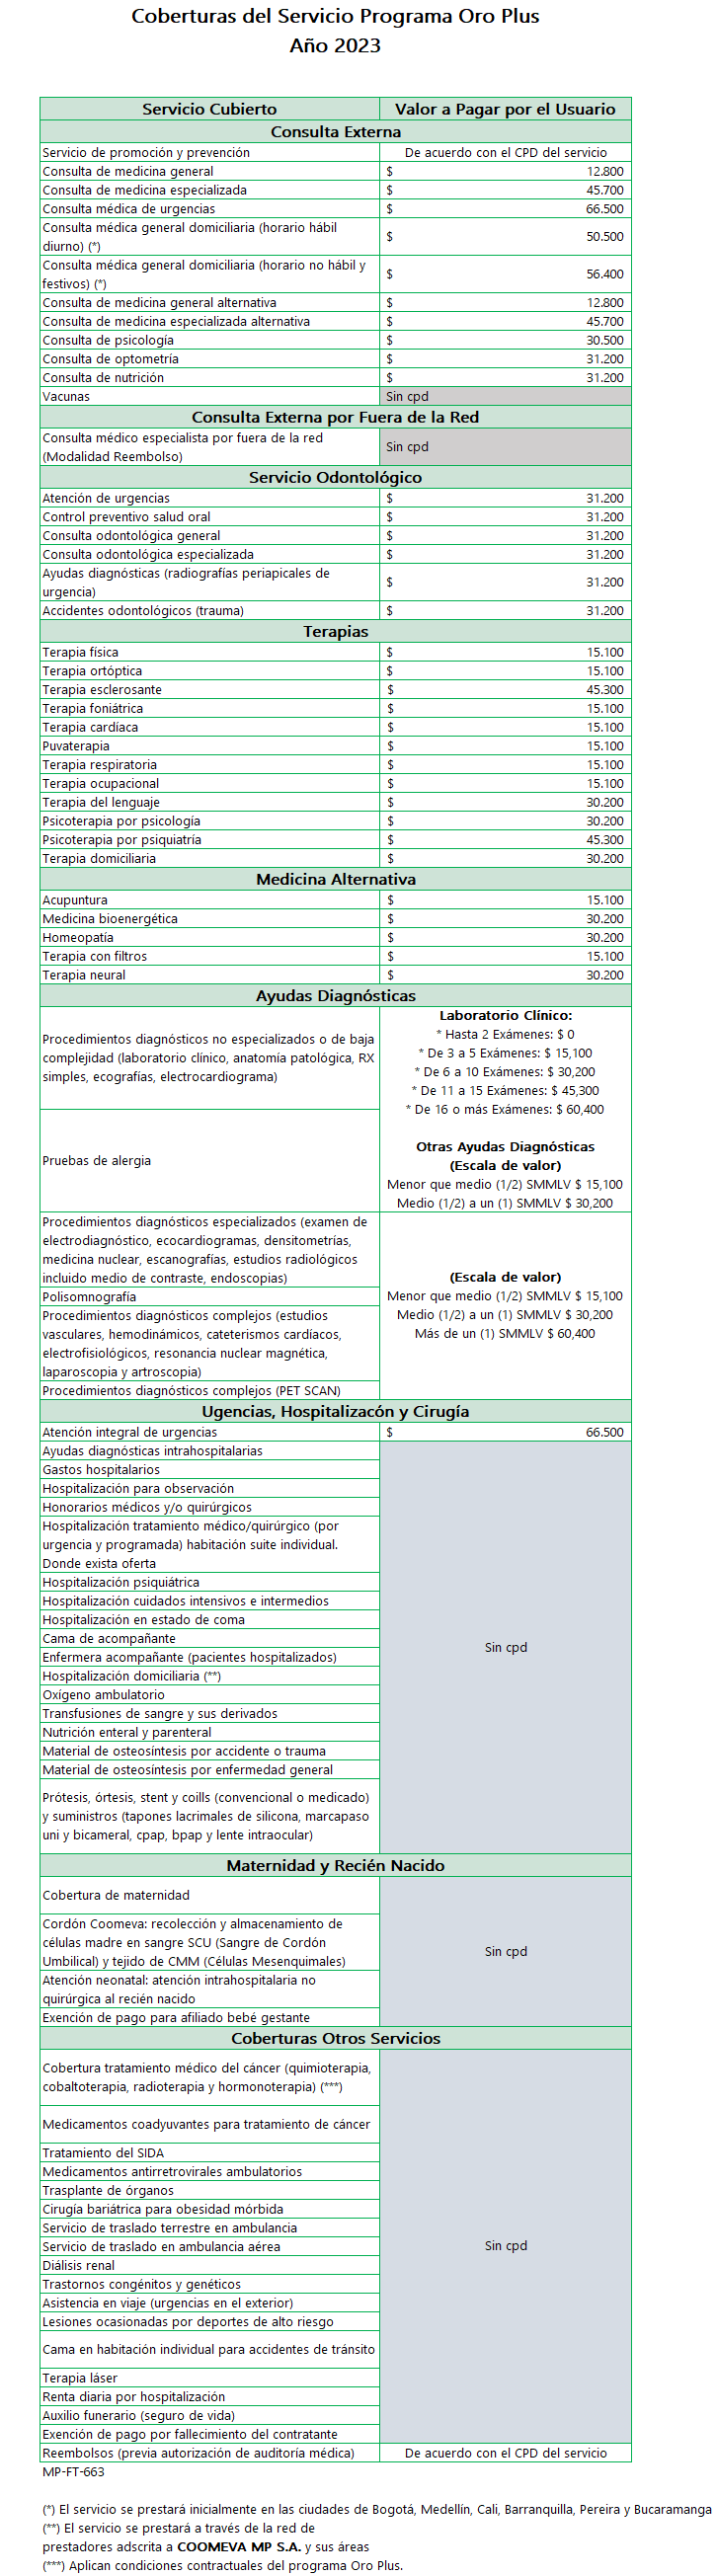 Coberturas del Servicio Programa Oro Plus
Año 2023
Servicio Cubierto Valor a Pagar por el Usuario
Consulta Externa
Servicio de promoción y prevención De acuerdo con el CPD del servicio
Consulta de medicina general $ 12.800
Consulta de medicina especializada $ 45.700
Consulta médica de urgencias $ 66.500
Consulta médica general domiciliaria (horario hábil
diurno) (*) $ 50.500
Consulta médica general domiciliaria (horario no hábil y
festivos) (*) $ 56.400
Consulta de medicina general alternativa $ 12.800
Consulta de medicina especializada alternativa $ 45.700
Consulta de psicología $ 30.500
Consulta de optometría $ 31.200
Consulta de nutrición $ 31.200
Vacunas Sin cpd
Consulta Externa por Fuera de la Red
Consulta médico especialista por fuera de la red
(Modalidad Reembolso) Sin cpd
Servicio Odontológico
Atención de urgencias $ 31.200
Control preventivo salud oral $ 31.200
Consulta odontológica general $ 31.200
Consulta odontológica especializada $ 31.200
Ayudas diagnósticas (radiografías periapicales de
urgencia) $ 31.200
Accidentes odontológicos (trauma) $ 31.200
Terapias
Terapia física $ 15.100
Terapia ortóptica $ 15.100
Terapia esclerosante $ 45.300
Terapia foniátrica $ 15.100
Terapia cardíaca $ 15.100
Puvaterapia $ 15.100
Terapia respiratoria $ 15.100
Terapia ocupacional $ 15.100
Terapia del lenguaje $ 30.200
Psicoterapia por psicología $ 30.200
Psicoterapia por psiquiatría $ 45.300
Terapia domiciliaria $ 30.200
Medicina Alternativa
Acupuntura $ 15.100
Medicina bioenergética $ 30.200
Homeopatía $ 30.200
Terapia con filtros $ 15.100
Terapia neural $ 30.200
Ayudas Diagnósticas
Procedimientos diagnósticos no especializados o de baja
complejidad (laboratorio clínico, anatomía patológica, RX
simples, ecografías, electrocardiograma)
Pruebas de alergia
Laboratorio Clínico:
* Hasta 2 Exámenes: $ 0
* De 3 a 5 Exámenes: $ 15,100
* De 6 a 10 Exámenes: $ 30,200
* De 11 a 15 Exámenes: $ 45,300
* De 16 o más Exámenes: $ 60,400
Otras Ayudas Diagnósticas
(Escala de valor)
Menor que medio (1/2) SMMLV $ 15,100
Medio (1/2) a un (1) SMMLV $ 30,200
Procedimientos diagnósticos especializados (examen de
electrodiagnóstico, ecocardiogramas, densitometrías,
medicina nuclear, escanografías, estudios radiológicos
incluido medio de contraste, endoscopias)
Polisomnografía
Procedimientos diagnósticos complejos (estudios
vasculares, hemodinámicos, cateterismos cardíacos,
electrofisiológicos, resonancia nuclear magnética,
laparoscopia y artroscopia)
Procedimientos diagnósticos complejos (PET SCAN)
(Escala de valor)
Menor que medio (1/2) SMMLV $ 15,100
Medio (1/2) a un (1) SMMLV $ 30,200
Más de un (1) SMMLV $ 60,400
Ugencias, Hospitalizacón y Cirugía
Atención integral de urgencias $ 66.500
Ayudas diagnósticas intrahospitalarias
Gastos hospitalarios
Hospitalización para observación
Honorarios médicos y/o quirúrgicos
Hospitalización tratamiento médico/quirúrgico (por
urgencia y programada) habitación suite individual.
Donde exista oferta
Hospitalización psiquiátrica
Hospitalización cuidados intensivos e intermedios
Hospitalización en estado de coma
Cama de acompañante
Enfermera acompañante (pacientes hospitalizados)
Hospitalización domiciliaria (**)
Oxígeno ambulatorio
Transfusiones de sangre y sus derivados
Nutrición enteral y parenteral
Material de osteosíntesis por accidente o trauma
Material de osteosíntesis por enfermedad general
Prótesis, órtesis, stent y coills (convencional o medicado)
y suministros (tapones lacrimales de silicona, marcapaso
uni y bicameral, cpap, bpap y lente intraocular)
Sin cpd
Maternidad y Recién Nacido
Cobertura de maternidad
Cordón Coomeva: recolección y almacenamiento de
células madre en sangre SCU (Sangre de Cordón
Umbilical) y tejido de CMM (Células Mesenquimales)
Atención neonatal: atención intrahospitalaria no
quirúrgica al recién nacido
Exención de pago para afiliado bebé gestante
Sin cpd
Coberturas Otros Servicios
Cobertura tratamiento médico del cáncer (quimioterapia,
cobaltoterapia, radioterapia y hormonoterapia) (***)
Medicamentos coadyuvantes para tratamiento de cáncer
Tratamiento del SIDA
Medicamentos antirretrovirales ambulatorios
Trasplante de órganos
Cirugía bariátrica para obesidad mórbida
Servicio de traslado terrestre en ambulancia
Servicio de traslado en ambulancia aérea
Diálisis renal
Trastornos congénitos y genéticos
Asistencia en viaje (urgencias en el exterior)
Lesiones ocasionadas por deportes de alto riesgo
Cama en habitación individual para accidentes de tránsito
Terapia láser
Renta diaria por hospitalización
Auxilio funerario (seguro de vida)
Exención de pago por fallecimiento del contratante
Sin cpd
Reembolsos (previa autorización de auditoría médica) De acuerdo con el CPD del servicio
MP-FT-663
(*) El servicio se prestará inicialmente en las ciudades de Bogotá, Medellín, Cali, Barranquilla, Pereira y Bucaramanga
(**) El servicio se prestará a través de la red de
prestadores adscrita a COOMEVA MP S.A. y sus áreas
(***) Aplican condiciones contractuales del programa Oro Plus.